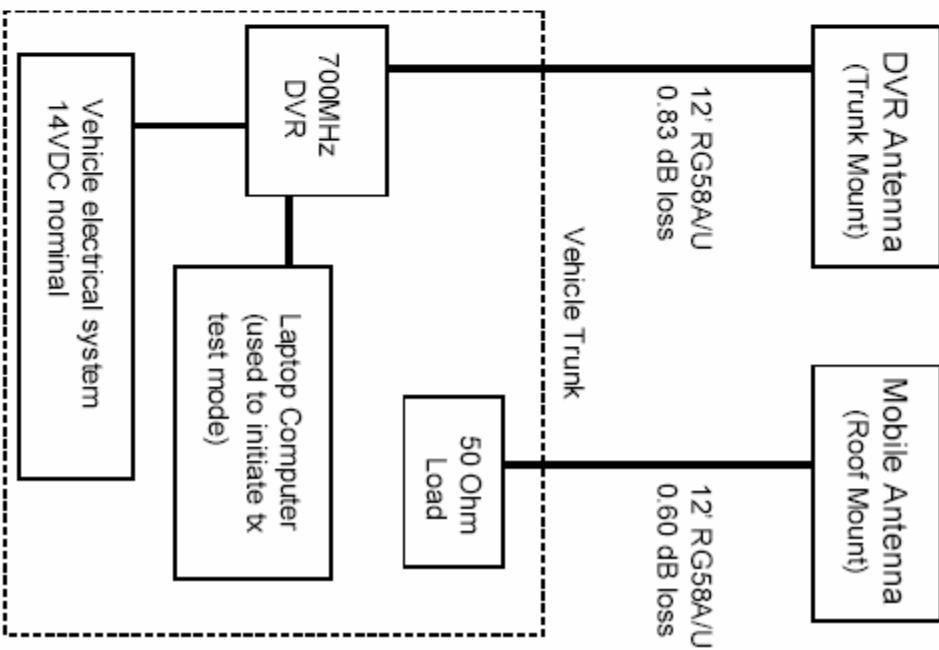 DVR Antenna
(Trunk Mount)
Mobile Antenna
(Roof Mount)
12' RG58A/U
0.83 dB loss
12' RG58A/U
0.60 dB loss
Vehicle Trunk
700MHz
DVR
50 Ohm
Load
Laptop Computer
(used to initiate tx
test mode)
Vehicle electrical system
14VDC nominal